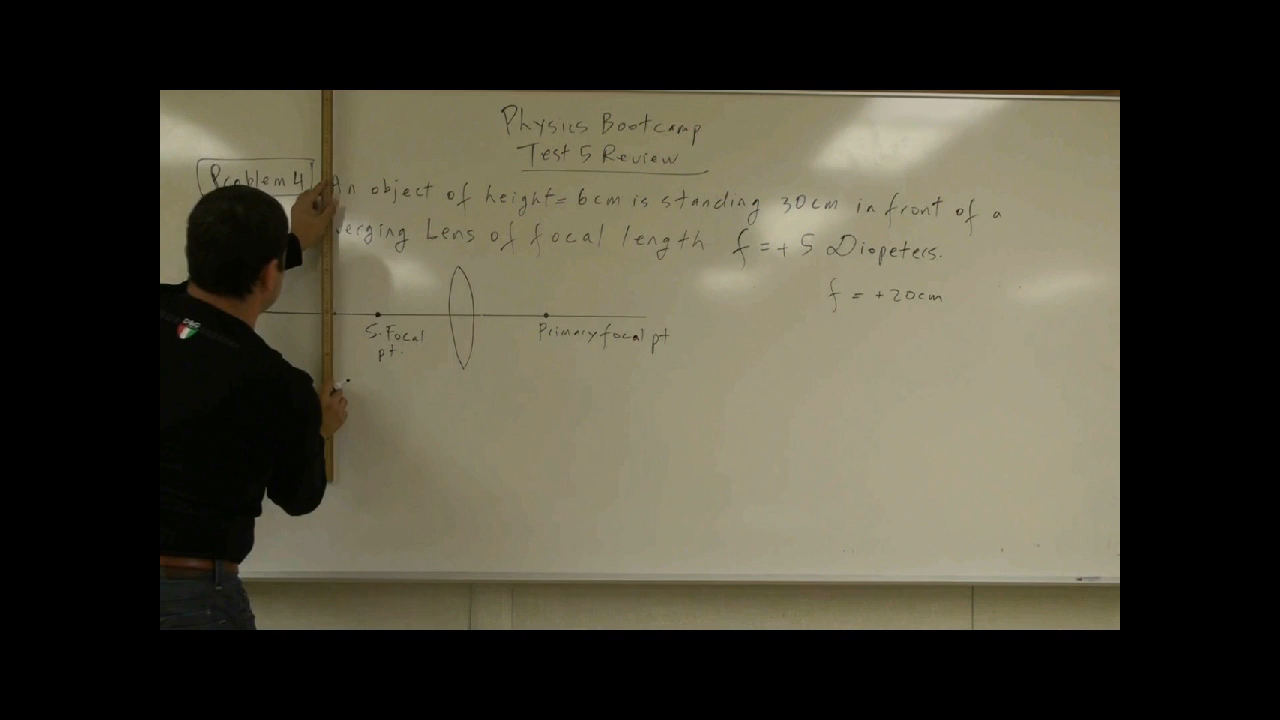 Physics Bootcamp
Test 5 Review
Problem 4 An object of height = 6cm is standing 30cm in front of a
verging Lens of focal length f = + 5 Diopeters.
f = +20cm
S. Focal
pt.
Primary focal pt